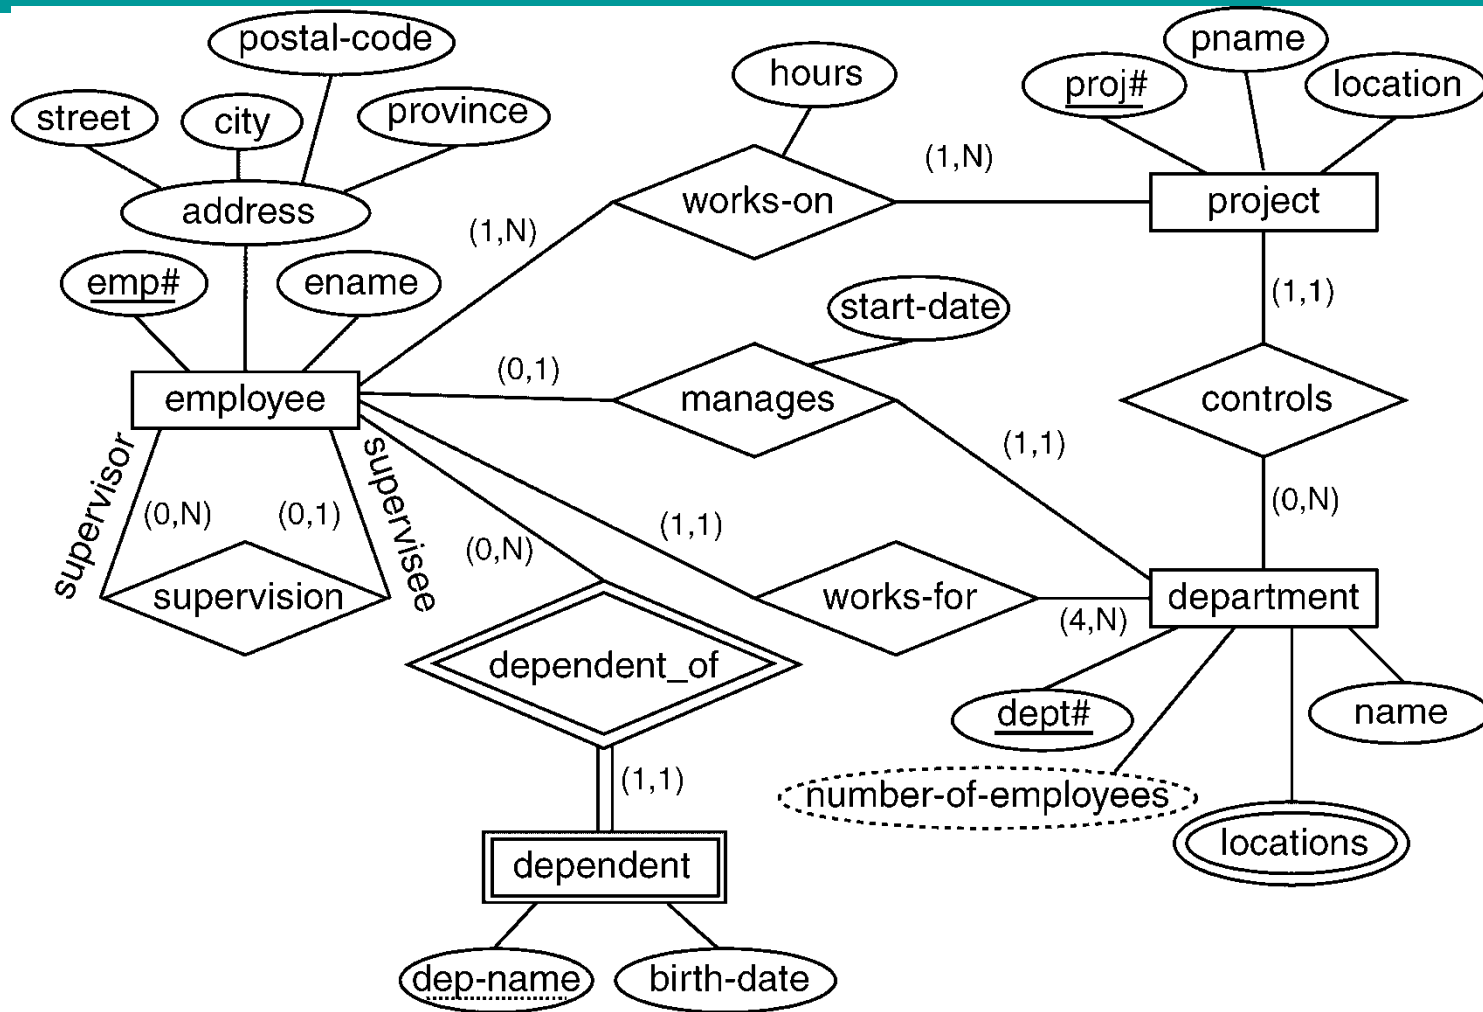 postal-code
street
city
province
address
emp#
ename
employee
supervisor
supervisee
(0,N)
(0,1)
supervision
hours
works-on
(1,N)
(1,N)
proj#
pname
location
project
(1,1)
controls
(0,N)
start-date
(0,1)
manages
(1,1)
(1,1)
works-for
(4,N)
department
dept#
number-of-employees
locations
name
(0,N)
dependent_of
(1,1)
dependent
dep-name
birth-date